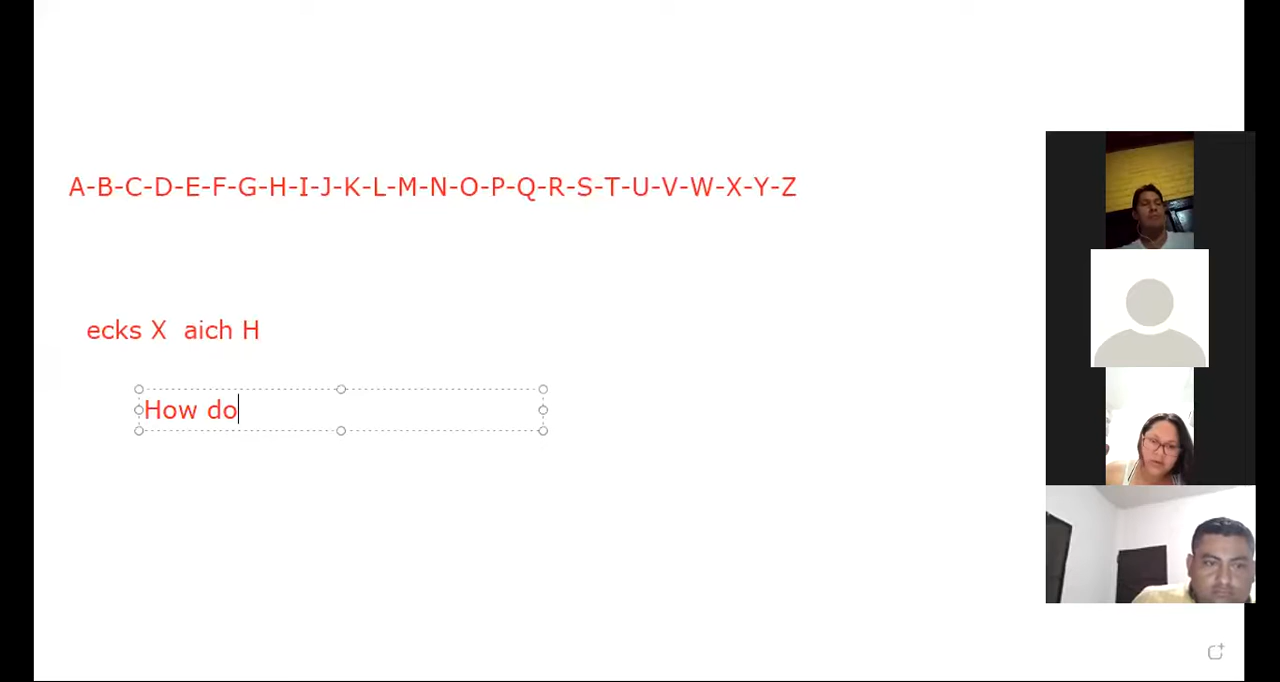 A-B-C-D-E-F-G-H-I-J-K-L-M-N-O-P-Q-R-S-T-U-V-W-X-Y-Z
ecks X aich H
How do